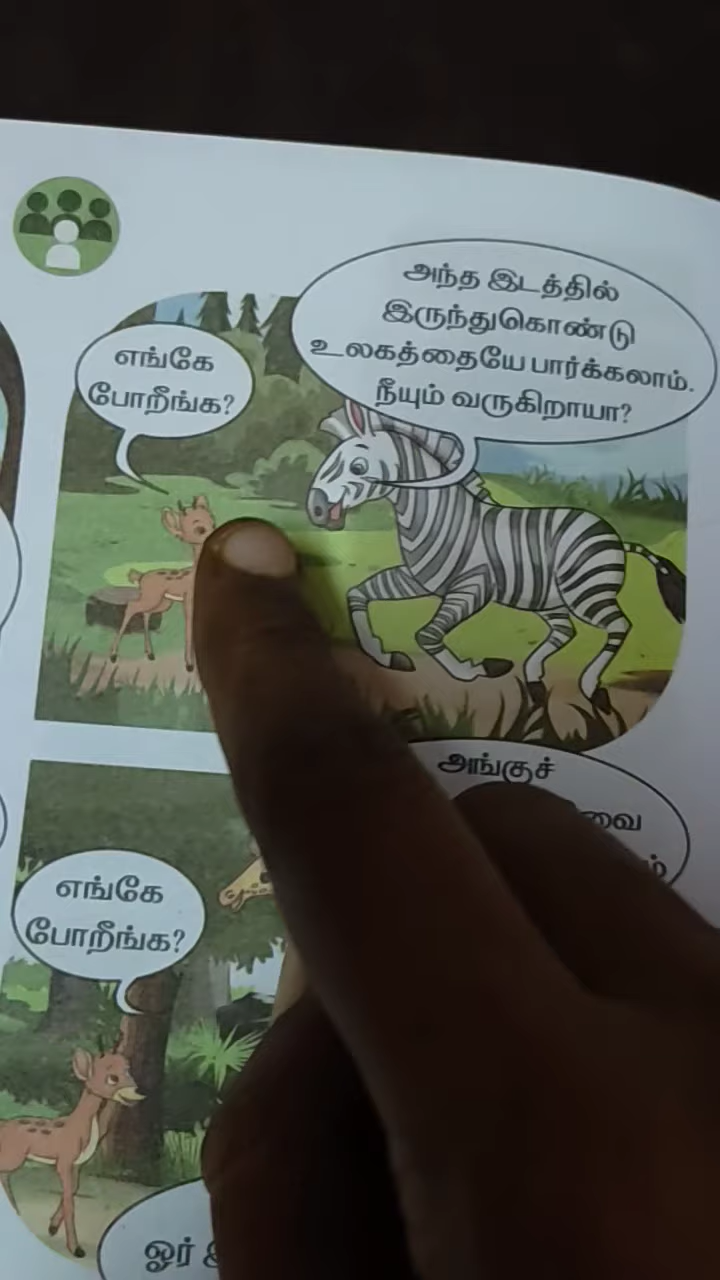 எங்கே
போறீங்க?
அந்த இடத்தில்
இருந்துகொண்டு
உலகத்தையே பார்க்கலாம்.
நீயும் வருகிறாயா?
எங்கே
போறீங்க?
அங்குச்
ஓர்